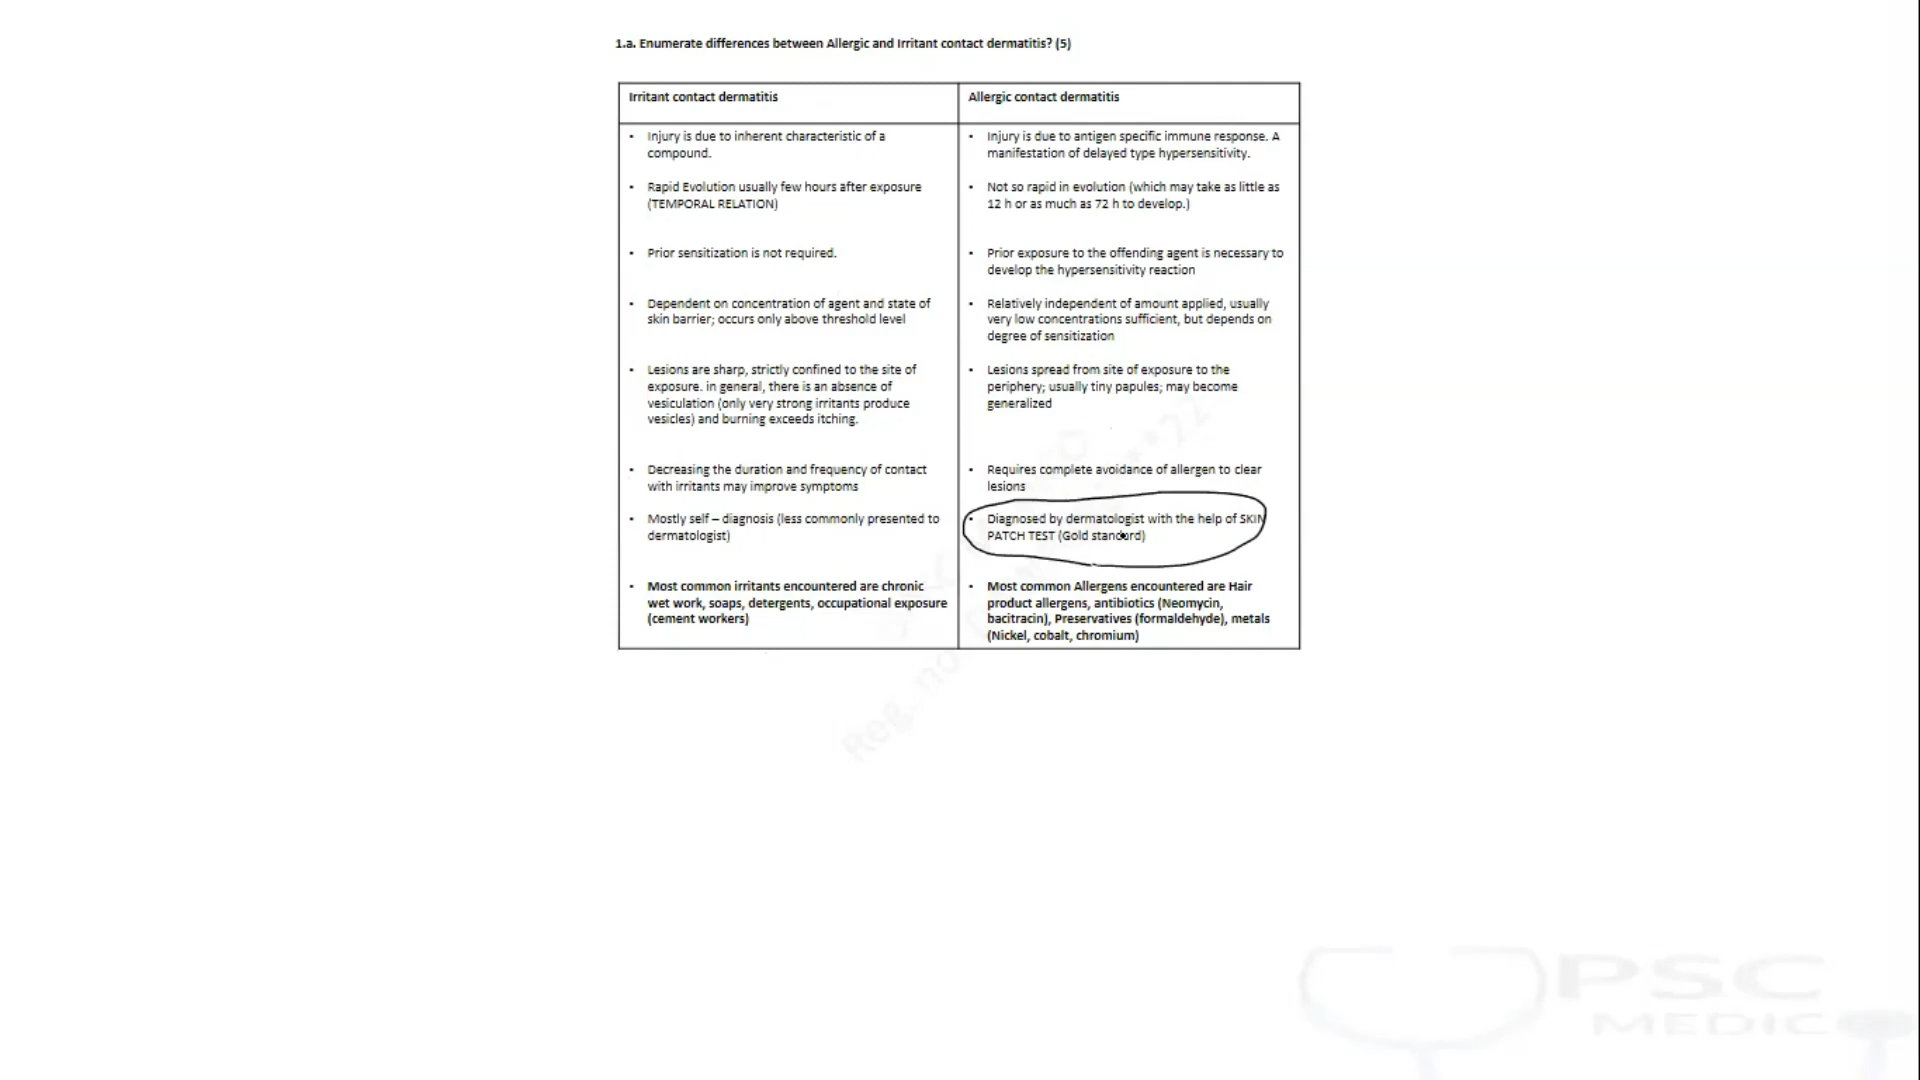 1.a. Enumerate differences between Allergic and Irritant contact dermatitis? (5)
Irritant contact dermatitis
• Injury is due to inherent characteristic of a
compound.
• Rapid Evolution usually few hours after exposure
(TEMPORAL RELATION)
• Prior sensitization is not required.
• Dependent on concentration of agent and state of
skin barrier; occurs only above threshold level
• Lesions are sharp, strictly confined to the site of
exposure. in general, there is an absence of
vesiculation (only very strong irritants produce
vesicles) and burning exceeds itching.
• Decreasing the duration and frequency of contact
with irritants may improve symptoms
• Mostly self – diagnosis (less commonly presented to
dermatologist)
• Most common irritants encountered are chronic
wet work, soaps, detergents, occupational exposure
(cement workers)
Allergic contact dermatitis
• Injury is due to antigen specific immune response. A
manifestation of delayed type hypersensitivity.
• Not so rapid in evolution (which may take as little as
12 h or as much as 72 h to develop.)
• Prior exposure to the offending agent is necessary to
develop the hypersensitivity reaction
• Relatively independent of amount applied, usually
very low concentrations sufficient, but depends on
degree of sensitization
• Lesions spread from site of exposure to the
periphery; usually tiny papules; may become
generalized
• Requires complete avoidance of allergen to clear
lesions
• Diagnosed by dermatologist with the help of SKIN
PATCH TEST (Gold standard)
• Most common Allergens encountered are Hair
product allergens, antibiotics (Neomycin,
bacitracin), Preservatives (formaldehyde), metals
(Nickel, cobalt, chromium)
Reg. no
PSC
MEDIC